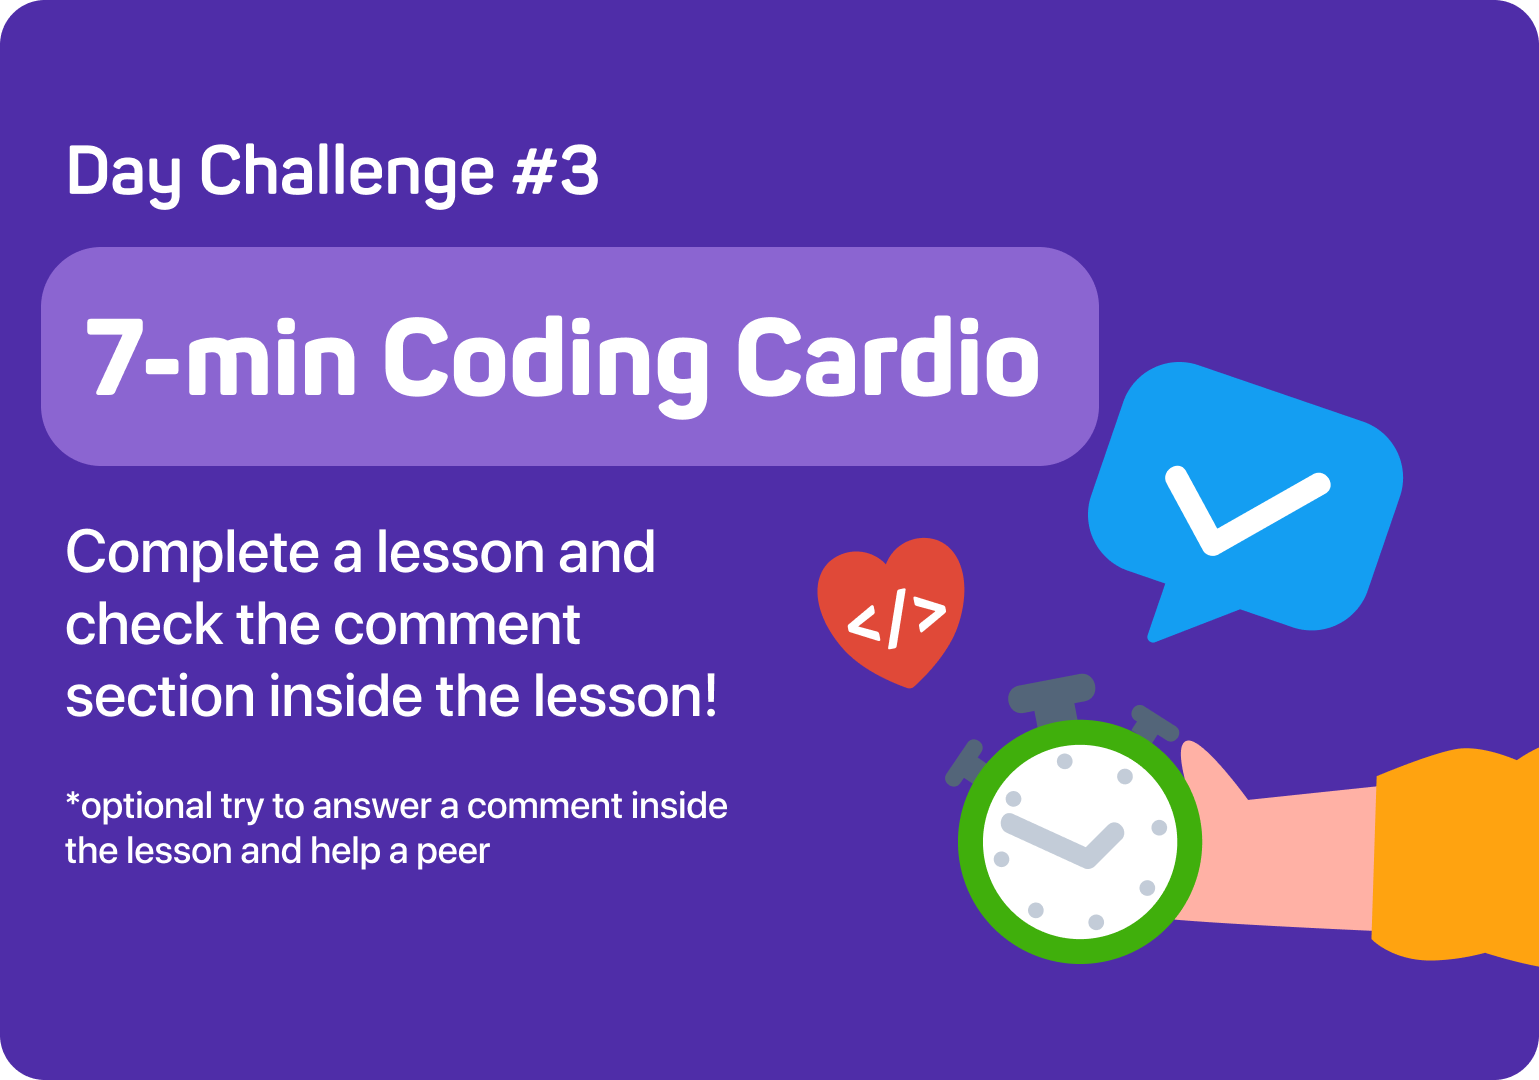 Day Challenge #3
7-min Coding Cardio
Complete a lesson and
check the comment
section inside the lesson!
</>
*optional try to answer a comment inside
the lesson and help a peer